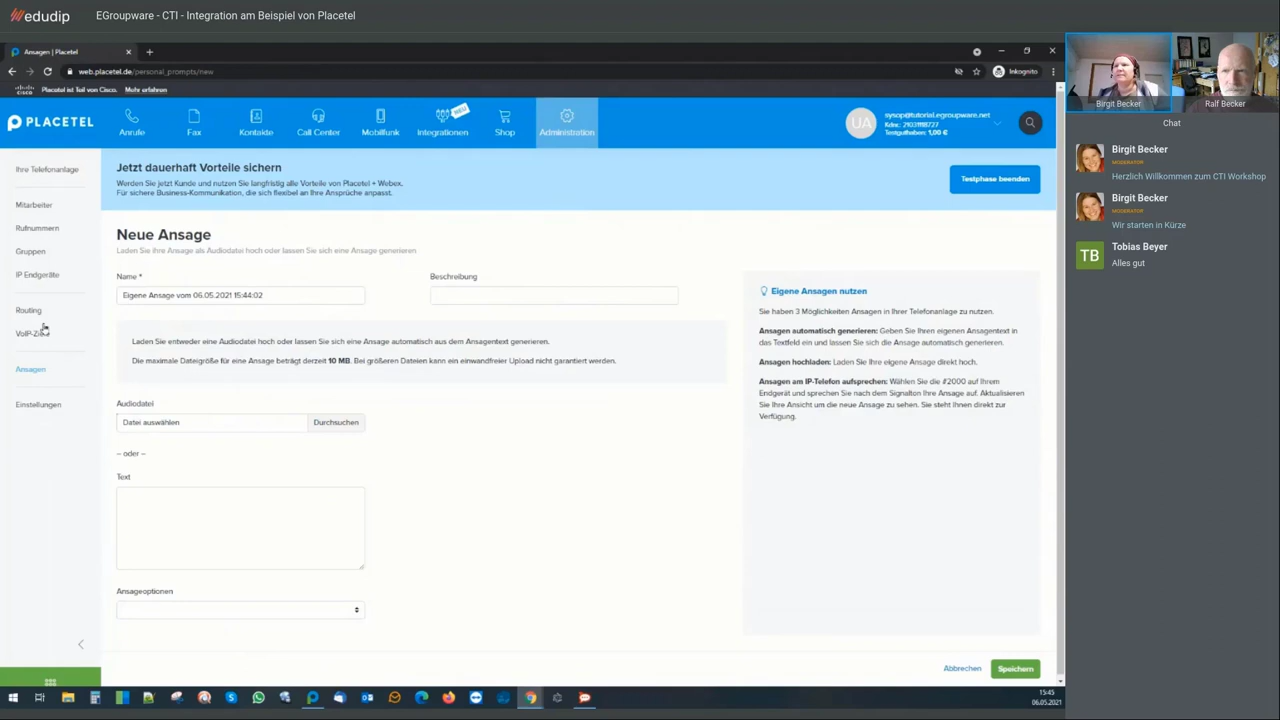 edudip
EGroupware - CTI - Integration am Beispiel von Placetel
Ansagen | Placetel
web.placetel.de/personal_prompts/new
Inkognito
CISCO
Placetel ist Teil von Cisco.
Mehr erfahren
PLACETEL
Anrufe
Fax
Kontakte
Call Center
Mobilfunk
Integrationen
NEU
Shop
Administration
UA
sysop@tutorial.egroupware.net
Testguthaben: 1,00 €
Ihre Telefonanlage
Mitarbeiter
Rufnummern
Gruppen
IP Endgeräte
Routing
Ansagen
Einstellungen
Jetzt dauerhaft Vorteile sichern
Werden Sie jetzt Kunde und nutzen Sie langfristig alle Vorteile von Placetel + Webex.
Für sichere Business-Kommunikation, die sich flexibel an Ihre Ansprüche anpasst.
Testphase beenden
Neue Ansage
Laden Sie Ihre Ansage als Audiodatei hoch oder lassen Sie sich eine Ansage generieren
Name *
Eigene Ansage vom 06.05.2021 15:44:02
Beschreibung
Laden Sie entweder eine Audiodatei hoch oder lassen Sie sich eine Ansage automatisch aus dem Ansagentext generieren.
Die maximale Dateigröße für eine Ansage beträgt derzeit 10 MB. Bei größeren Dateien kann ein einwandfreier Upload nicht garantiert werden.
Audiodatei
Datei auswählen
Durchsuchen
– oder –
Text
Ansageoptionen
Eigene Ansagen nutzen
Sie haben 3 Möglichkeiten Ansagen in Ihrer Telefonanlage zu nutzen.
Ansagen automatisch generieren: Geben Sie Ihren eigenen Ansagentext in
das Textfeld ein und lassen Sie sich die Ansage automatisch generieren.
Ansagen hochladen: Laden Sie Ihre eigene Ansage direkt hoch.
Ansagen am IP-Telefon aufsprechen: Wählen Sie die #2000 auf Ihrem
Endgerät und sprechen Sie nach dem Signalton Ihre Ansage auf. Aktualisieren
Sie Ihre Ansicht um die neue Ansage zu sehen. Sie steht Ihnen direkt zur
Verfügung.
Abbrechen
Speichern
15:45
06.05.2021
Birgit Becker
Ralf Becker
Chat
Birgit Becker
MODERATOR
Herzlich Willkommen zum CTI Workshop
Birgit Becker
MODERATOR
Wir starten in Kürze
TB
Tobias Beyer
Alles gut